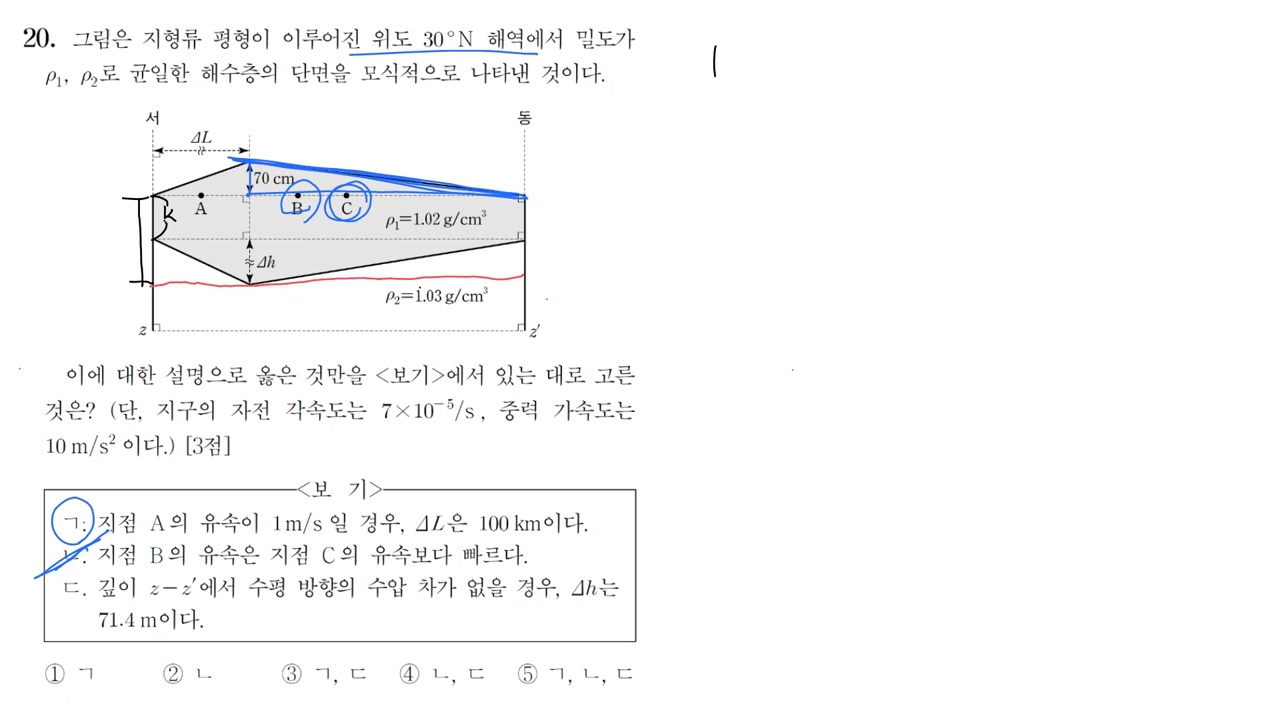 20. 그림은 지형류 평형이 이루어진 위도 30°N 해역에서 밀도가
ρ₁, ρ₂로 균일한 해수층의 단면을 모식적으로 나타낸 것이다.
서 동
ΔL
70 cm
A B C
k
ρ₁=1.02 g/cm³
Δh
ρ₂=1.03 g/cm³
z z′
이에 대한 설명으로 옳은 것만을 <보기>에서 있는 대로 고른
것은? (단, 지구의 자전 각속도는 7×10⁻⁵/s, 중력 가속도는
10 m/s² 이다.) [3점]
<보 기>
ㄱ. 지점 A의 유속이 1 m/s 일 경우, ΔL은 100 km이다.
ㄴ. 지점 B의 유속은 지점 C의 유속보다 빠르다.
ㄷ. 깊이 z-z′에서 수평 방향의 수압 차가 없을 경우, Δh는
71.4 m이다.
① ㄱ ② ㄴ ③ ㄱ, ㄷ ④ ㄴ, ㄷ ⑤ ㄱ, ㄴ, ㄷ